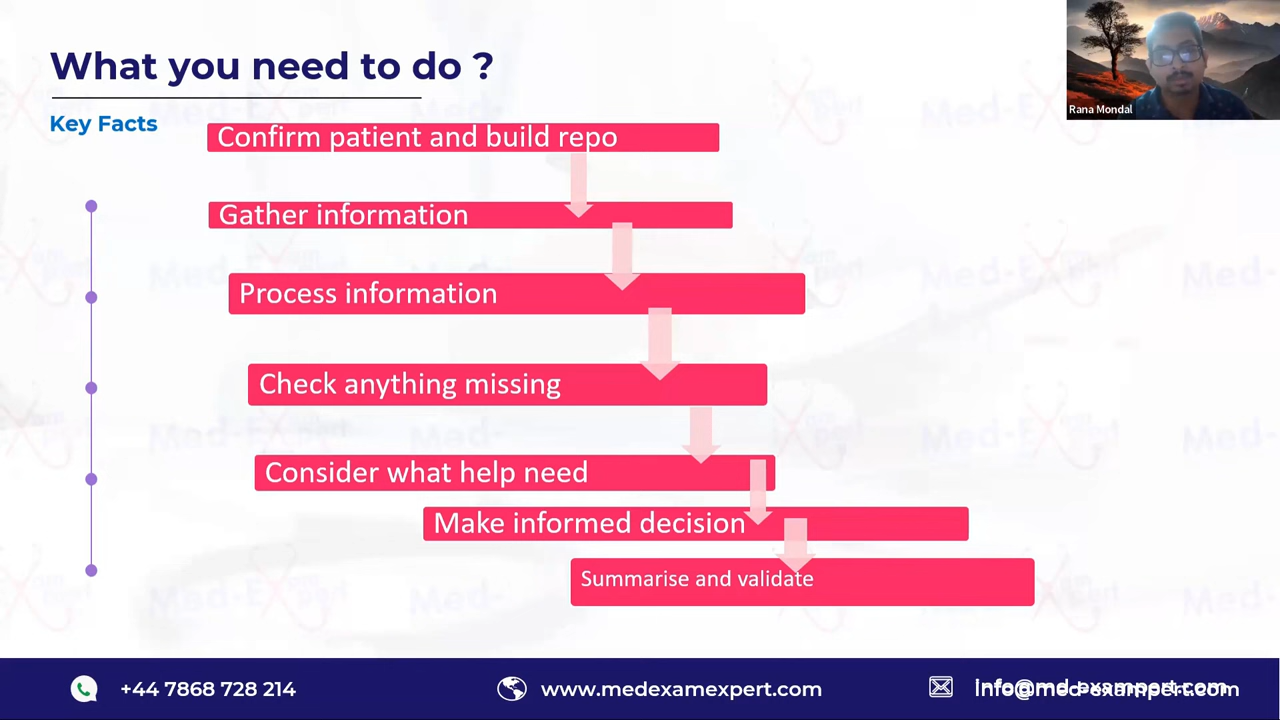 What you need to do ?
Rana Mondal
Key Facts
Confirm patient and build repo
Gather information
Process information
Check anything missing
Consider what help need
Make informed decision
Summarise and validate
+44 7868 728 214
www.medexamexpert.com